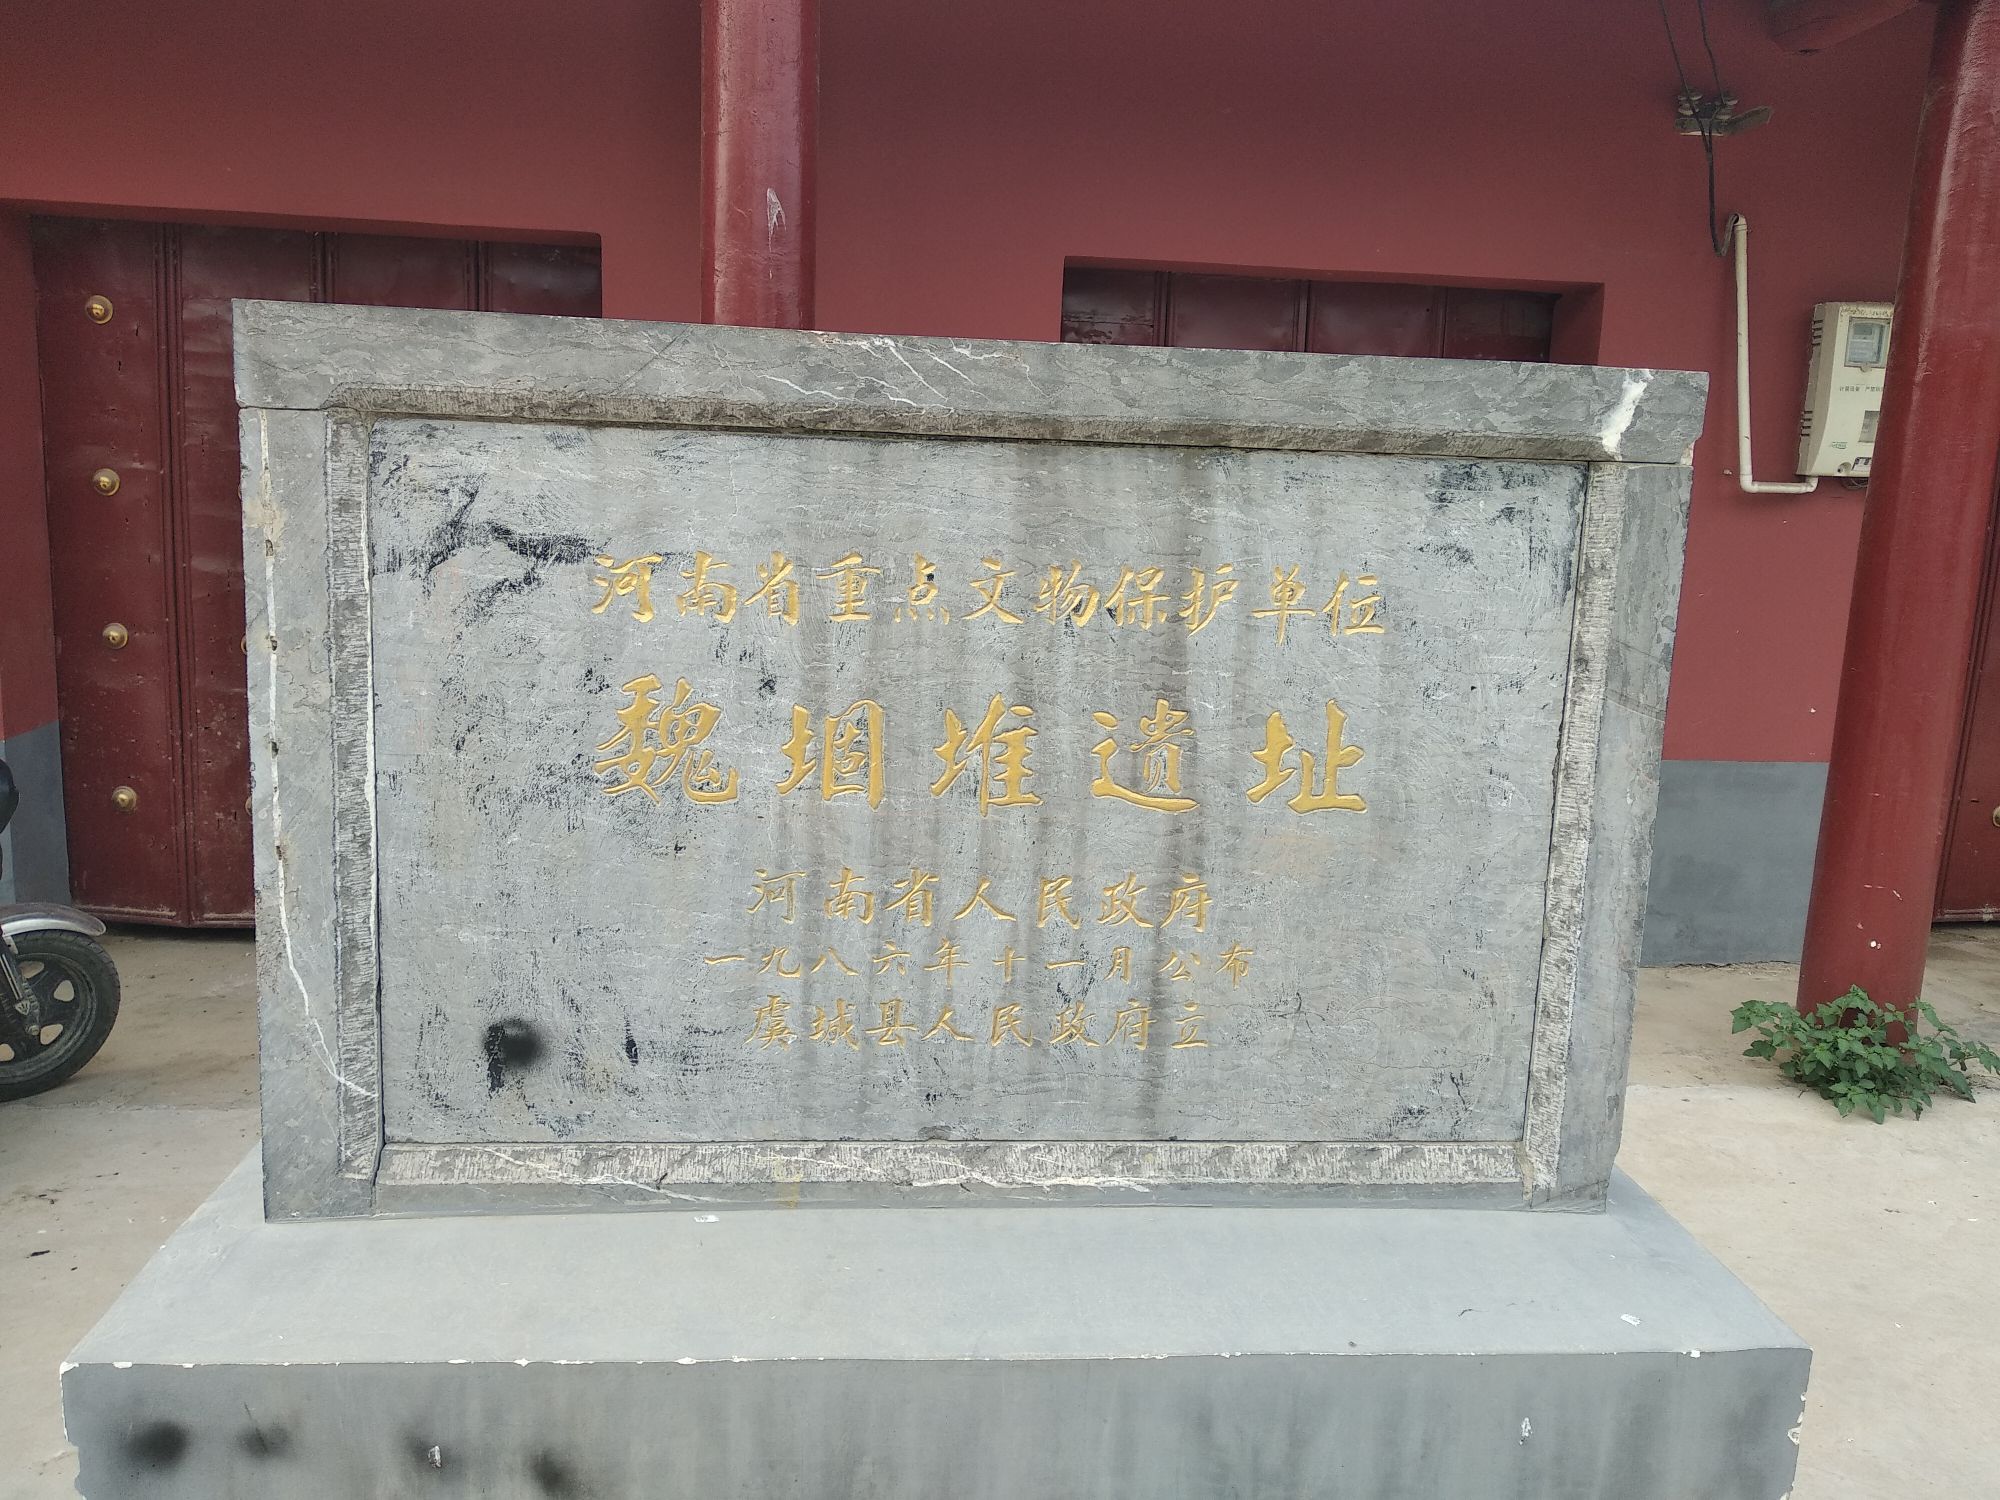 河南省重点文物保护单位
魏堌堆遗址
河南省人民政府
一九八六年十一月公布
虞城县人民政府立